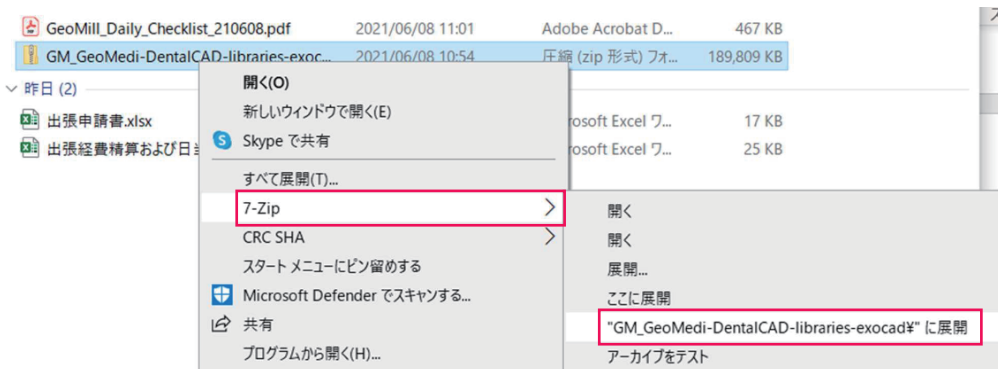 GeoMill_Daily_Checklist_210608.pdf 2021/06/08 11:01 Adobe Acrobat D... 467 KB
GM_GeoMedi-DentalCAD-libraries-exoc... 2021/06/08 10:54 圧縮 (zip 形式) フォ... 189,809 KB
昨日 (2)
出張申請書.xlsx rosoft Excel ワ... 17 KB
出張経費精算および日 rosoft Excel ワ... 25 KB
開く(O)
新しいウィンドウで開く(E)
Skype で共有
すべて展開(T)...
7-Zip
CRC SHA
スタート メニューにピン留めする
Microsoft Defender でスキャンする...
共有
プログラムから開く(H)...
開く
開く
展開...
ここに展開
"GM_GeoMedi-DentalCAD-libraries-exocad¥" に展開
アーカイブをテスト